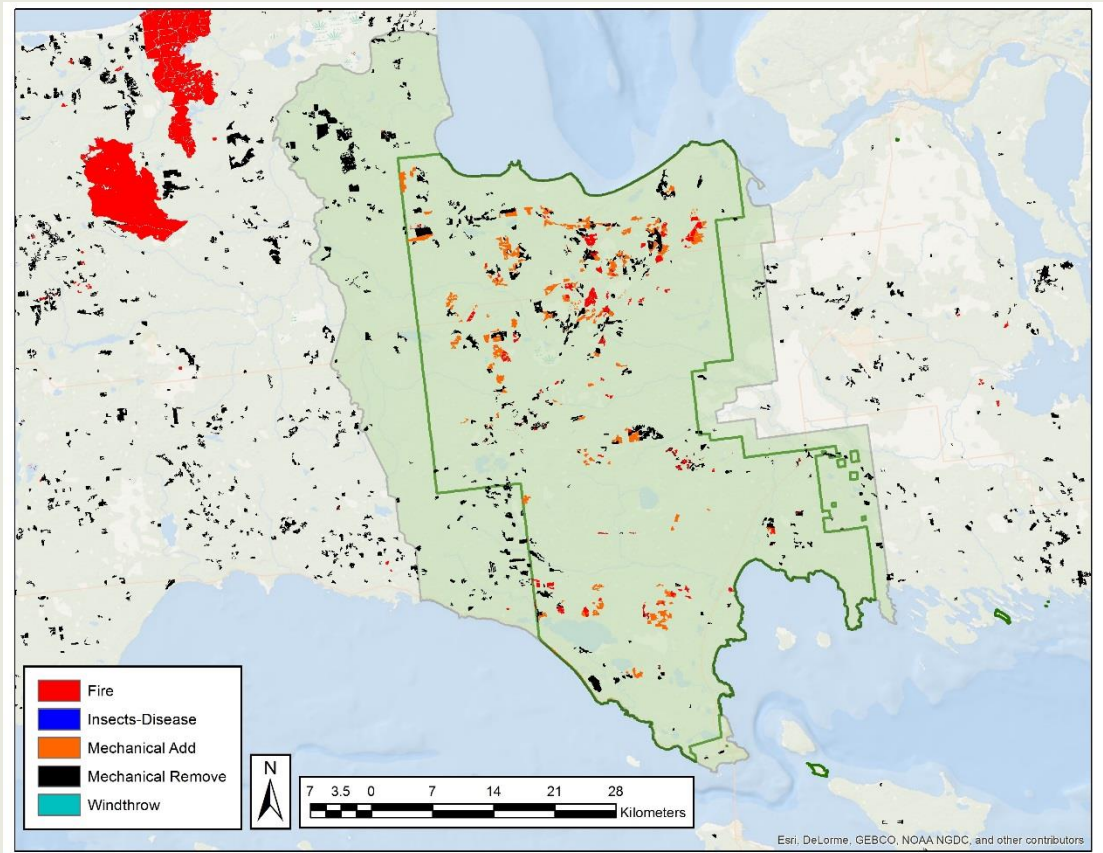 Fire
Insects-Disease
Mechanical Add
Mechanical Remove
Windthrow
N
7 3.5 0 7 14 21 28
Kilometers
Esri, DeLorme, GEBCO, NOAA NGDC, and other contributors